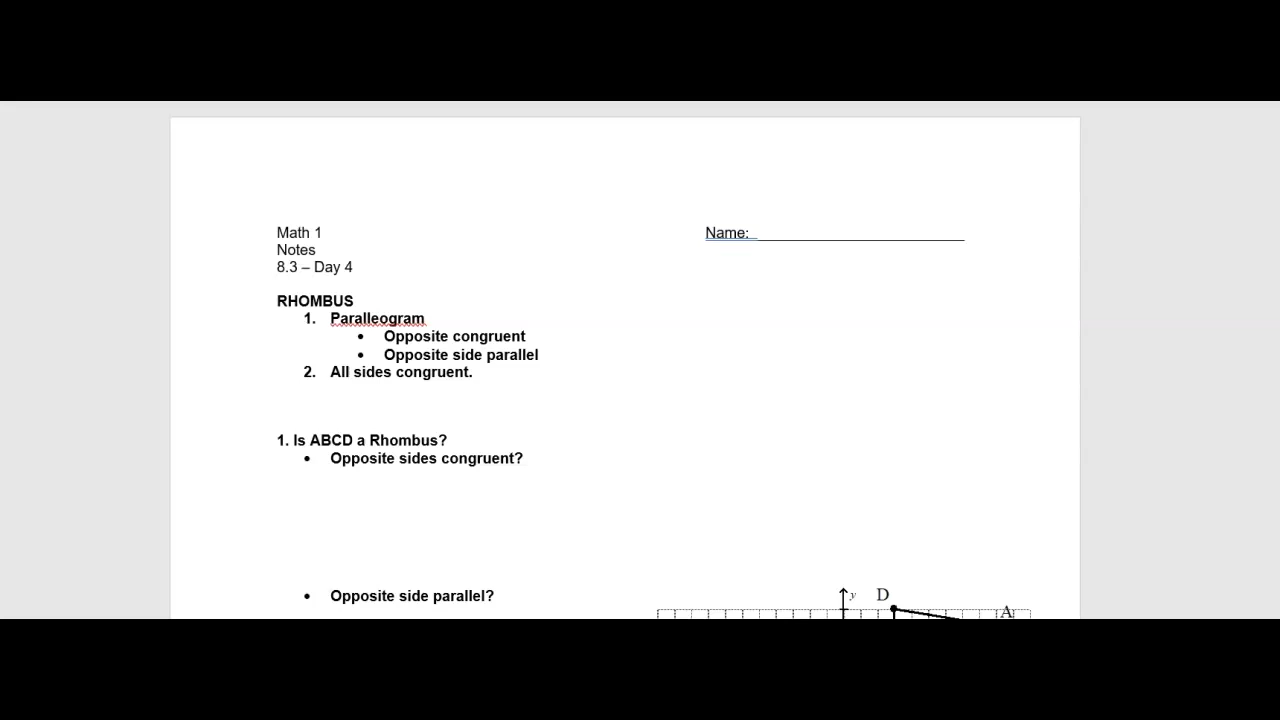 Math 1
Name: ___________________________
Notes
8.3 – Day 4
RHOMBUS
1. Paralleogram
• Opposite congruent
• Opposite side parallel
2. All sides congruent.
1. Is ABCD a Rhombus?
• Opposite sides congruent?
• Opposite side parallel?
y
D
A